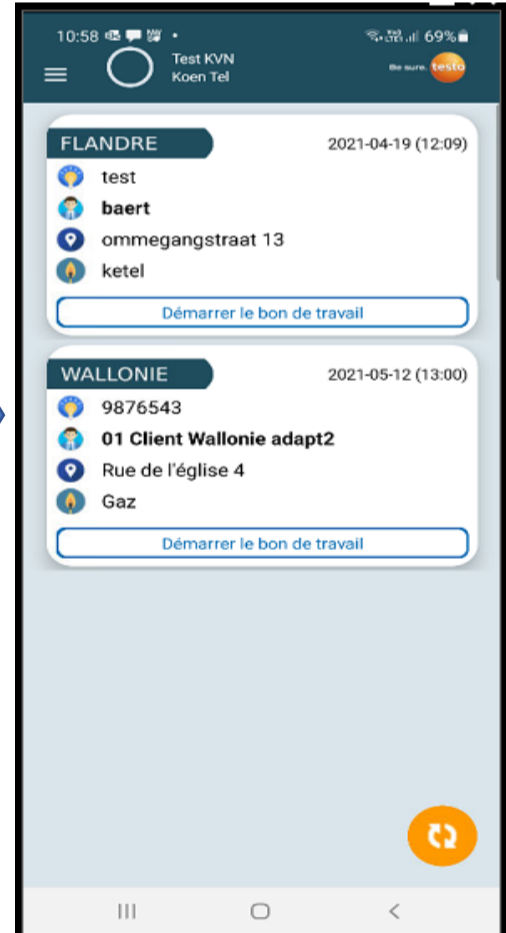 10:58 69%
Test KVN
Koen Tel
Be sure. testo
FLANDRE 2021-04-19 (12:09)
test
baert
ommegangstraat 13
ketel
Démarrer le bon de travail
WALLONIE 2021-05-12 (13:00)
9876543
01 Client Wallonie adapt2
Rue de l'église 4
Gaz
Démarrer le bon de travail